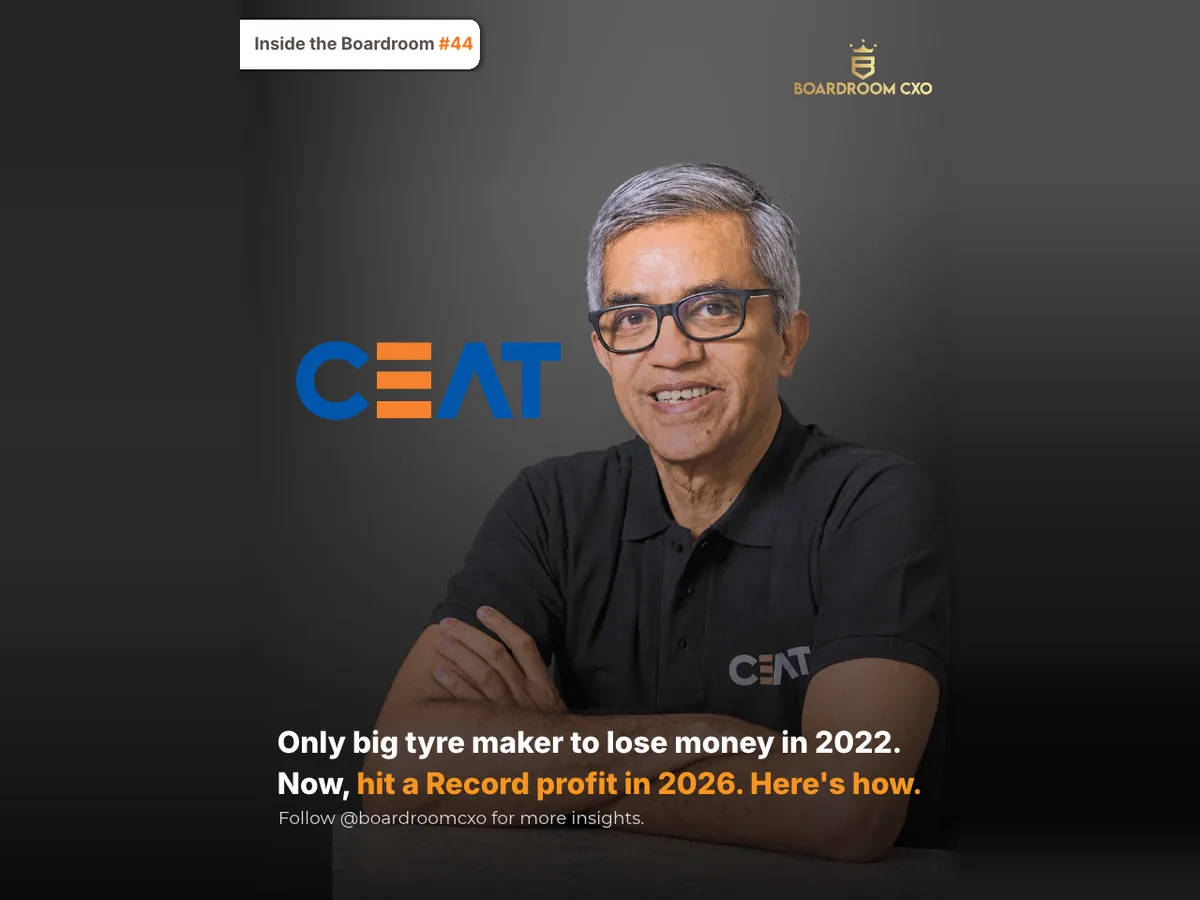 Inside the Boardroom #44
BOARDROOM CXO
CEAT
CEAT
Only big tyre maker to lose money in 2022.
Now, hit a Record profit in 2026. Here's how.
Follow @boardroomcxo for more insights.